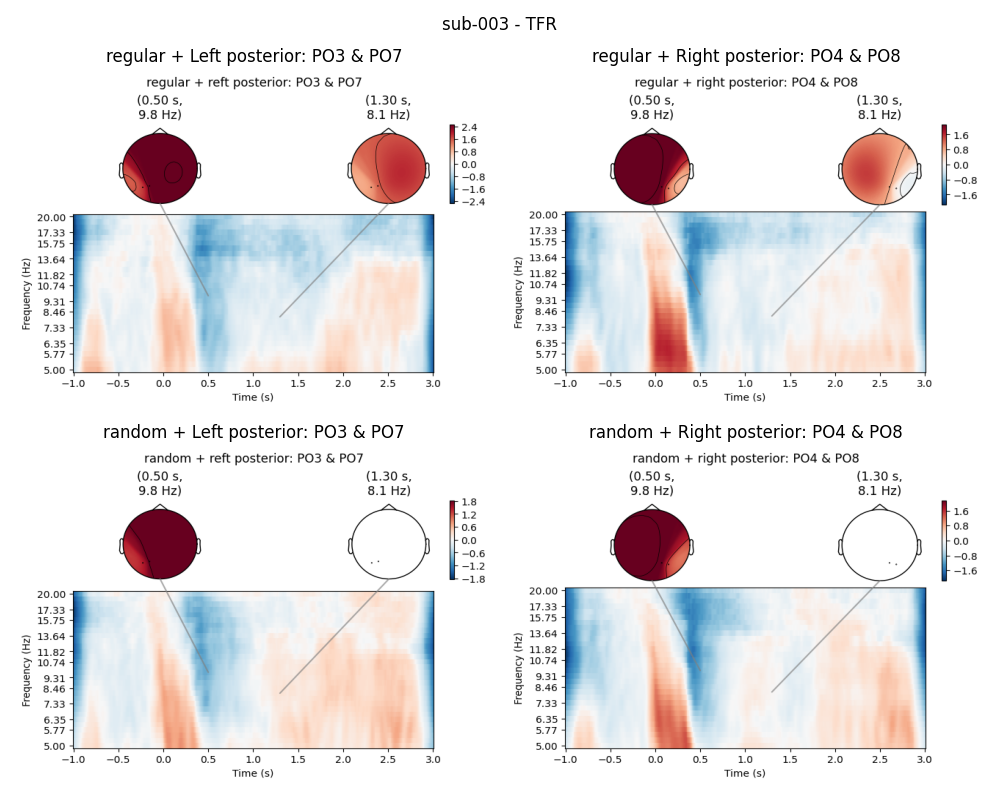 sub-003 - TFR
regular + Left posterior: PO3 & PO7
regular + reft posterior: PO3 & PO7
(0.50 s,
9.8 Hz)
(1.30 s,
8.1 Hz)
2.4
1.6
0.8
0.0
−0.8
−1.6
−2.4
20.00
17.33
15.75
13.64
11.82
10.74
9.31
8.46
7.33
6.35
5.77
5.00
Frequency (Hz)
−1.0 −0.5 0.0 0.5 1.0 1.5 2.0 2.5 3.0
Time (s)
regular + Right posterior: PO4 & PO8
regular + right posterior: PO4 & PO8
(0.50 s,
9.8 Hz)
(1.30 s,
8.1 Hz)
1.6
0.8
0.0
−0.8
−1.6
20.00
17.33
15.75
13.64
11.82
10.74
9.31
8.46
7.33
6.35
5.77
5.00
Frequency (Hz)
−1.0 −0.5 0.0 0.5 1.0 1.5 2.0 2.5 3.0
Time (s)
random + Left posterior: PO3 & PO7
random + reft posterior: PO3 & PO7
(0.50 s,
9.8 Hz)
(1.30 s,
8.1 Hz)
1.8
1.2
0.6
0.0
−0.6
−1.2
−1.8
20.00
17.33
15.75
13.64
11.82
10.74
9.31
8.46
7.33
6.35
5.77
5.00
Frequency (Hz)
−1.0 −0.5 0.0 0.5 1.0 1.5 2.0 2.5 3.0
Time (s)
random + Right posterior: PO4 & PO8
random + right posterior: PO4 & PO8
(0.50 s,
9.8 Hz)
(1.30 s,
8.1 Hz)
1.6
0.8
0.0
−0.8
−1.6
20.00
17.33
15.75
13.64
11.82
10.74
9.31
8.46
7.33
6.35
5.77
5.00
Frequency (Hz)
−1.0 −0.5 0.0 0.5 1.0 1.5 2.0 2.5 3.0
Time (s)